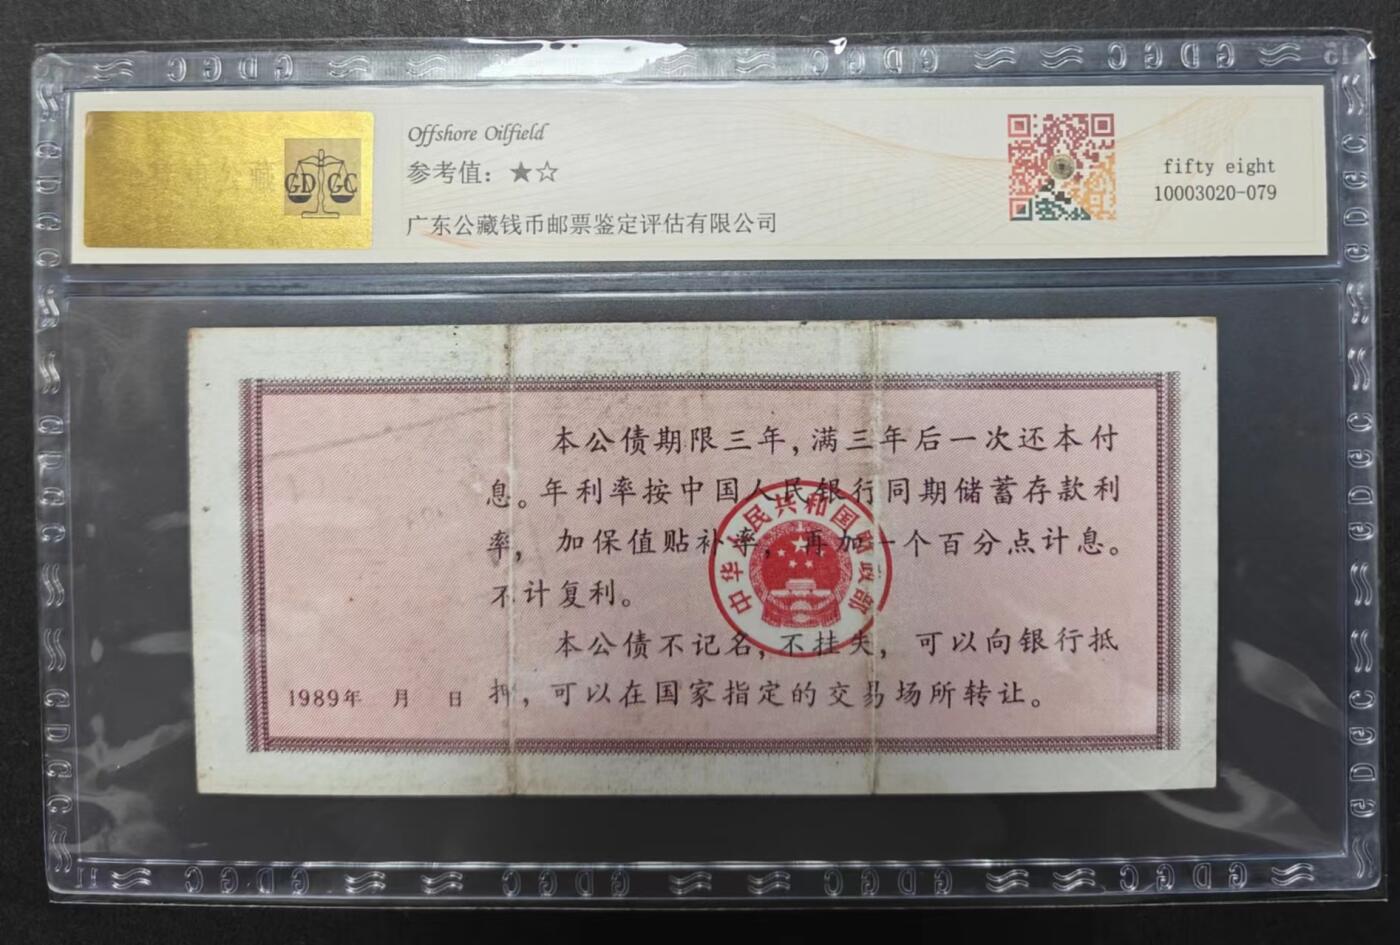 Offshore Oilfield
参考值：★☆
广东公藏钱币邮票鉴定评估有限公司
GDGC
公藏
fifty eight
10003020-079
本公债期限三年，满三年后一次还本付
息。年利率按中国人民银行同期储蓄存款利
率，加保值贴补率，再加一个百分点计息。
不计复利。
本公债不记名，不挂失，可以向银行抵
押，可以在国家指定的交易场所转让。
1989年 月 日
中华人民共和国财政部